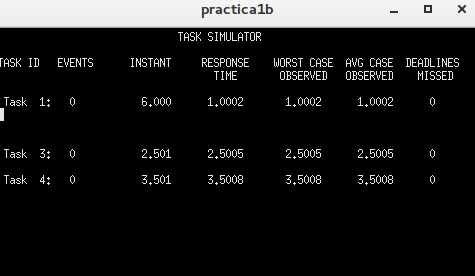 practica1b
TASK SIMULATOR
TASK ID EVENTS INSTANT RESPONSE WORST CASE AVG CASE DEADLINES
TIME OBSERVED OBSERVED MISSED
Task 1: 0 6.000 1.0002 1.0002 1.0002 0
Task 3: 0 2.501 2.5005 2.5005 2.5005 0
Task 4: 0 3.501 3.5008 3.5008 3.5008 0